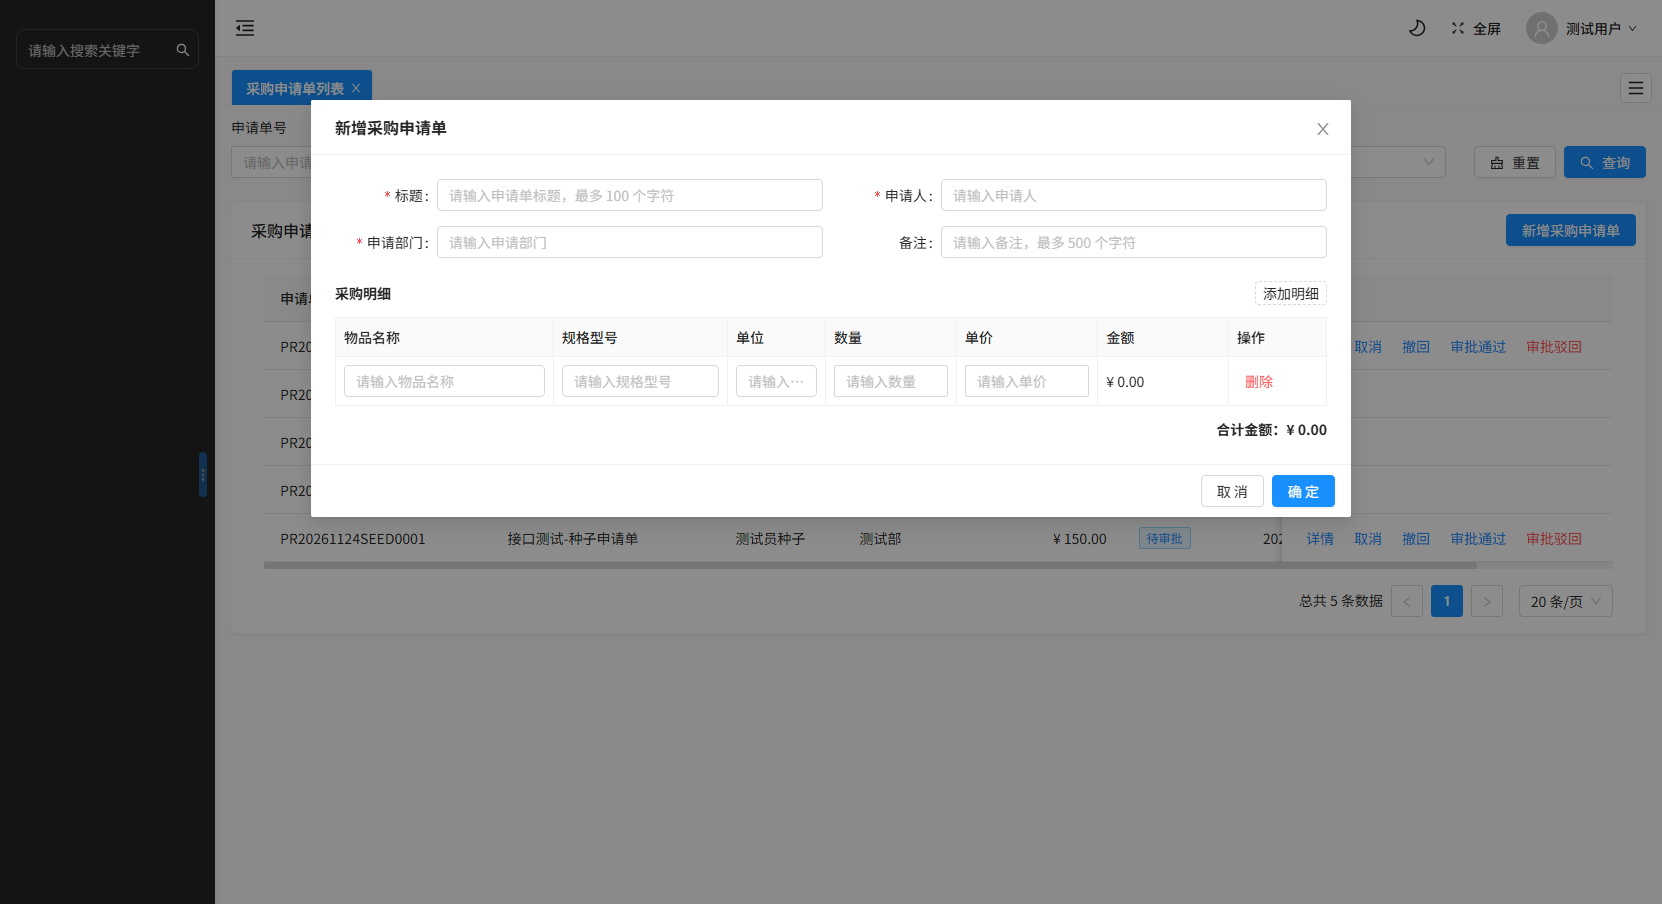 请输入搜索关键字
全屏
测试用户
采购申请单列表
申请单号
请输入申请
重置
查询
采购申请
新增采购申请单
新增采购申请单
* 标题:
请输入申请单标题，最多 100 个字符
* 申请人:
请输入申请人
* 申请部门:
请输入申请部门
备注:
请输入备注，最多 500 个字符
采购明细
添加明细
物品名称 规格型号 单位 数量 单价 金额 操作
请输入物品名称 请输入规格型号 请输入··· 请输入数量 请输入单价 ¥ 0.00 删除
合计金额：¥ 0.00
取 消
确 定
申请单
PR20 取消 撤回 审批通过 审批驳回
PR20
PR20
PR20
PR20261124SEED0001 接口测试-种子申请单 测试员种子 测试部 ¥ 150.00 待审批 202 详情 取消 撤回 审批通过 审批驳回
总共 5 条数据 < 1 > 20 条/页